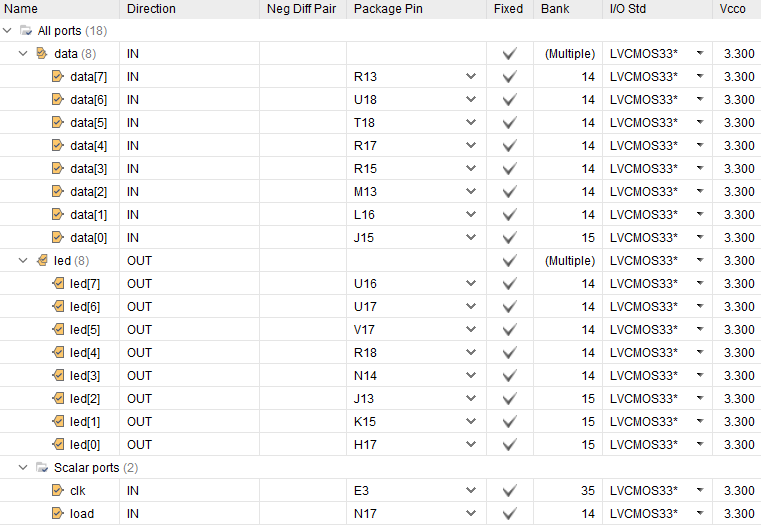 Name Direction Neg Diff Pair Package Pin Fixed Bank I/O Std Vcco
All ports (18)
data (8) IN (Multiple) LVCMOS33* 3.300
data[7] IN R13 14 LVCMOS33* 3.300
data[6] IN U18 14 LVCMOS33* 3.300
data[5] IN T18 14 LVCMOS33* 3.300
data[4] IN R17 14 LVCMOS33* 3.300
data[3] IN R15 14 LVCMOS33* 3.300
data[2] IN M13 14 LVCMOS33* 3.300
data[1] IN L16 14 LVCMOS33* 3.300
data[0] IN J15 15 LVCMOS33* 3.300
led (8) OUT (Multiple) LVCMOS33* 3.300
led[7] OUT U16 14 LVCMOS33* 3.300
led[6] OUT U17 14 LVCMOS33* 3.300
led[5] OUT V17 14 LVCMOS33* 3.300
led[4] OUT R18 14 LVCMOS33* 3.300
led[3] OUT N14 14 LVCMOS33* 3.300
led[2] OUT J13 15 LVCMOS33* 3.300
led[1] OUT K15 15 LVCMOS33* 3.300
led[0] OUT H17 15 LVCMOS33* 3.300
Scalar ports (2)
clk IN E3 35 LVCMOS33* 3.300
load IN N17 14 LVCMOS33* 3.300